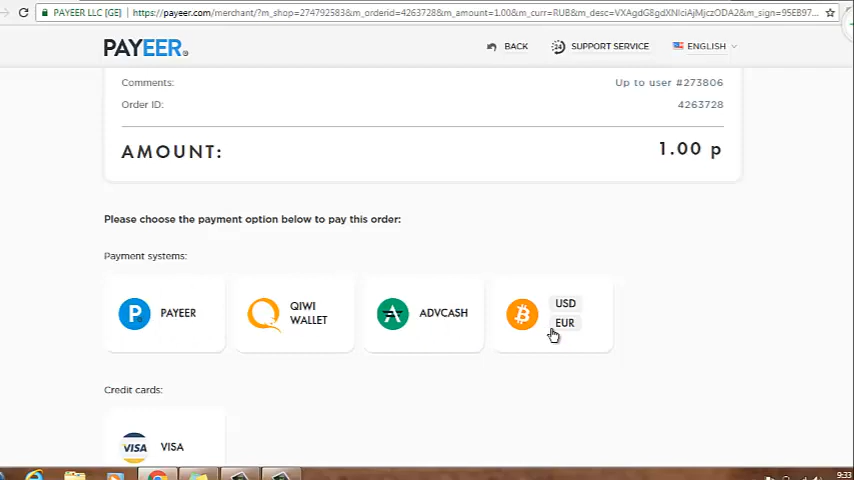 PAYEER LLC [GE] https://payeer.com/merchant/?m_shop=274792583&m_orderid=4263728&m_amount=1.00&m_curr=RUB&m_desc=VXAgdG8gdXNlciAjMjczODA2&m_sign=95EB97...
PAYEER
BACK
24 SUPPORT SERVICE
ENGLISH
Comments: Up to user #273806
Order ID: 4263728
AMOUNT: 1.00 p
Please choose the payment option below to pay this order:
Payment systems:
PAYEER
QIWI
WALLET
ADVCASH
USD
EUR
Credit cards:
VISA VISA
9:33